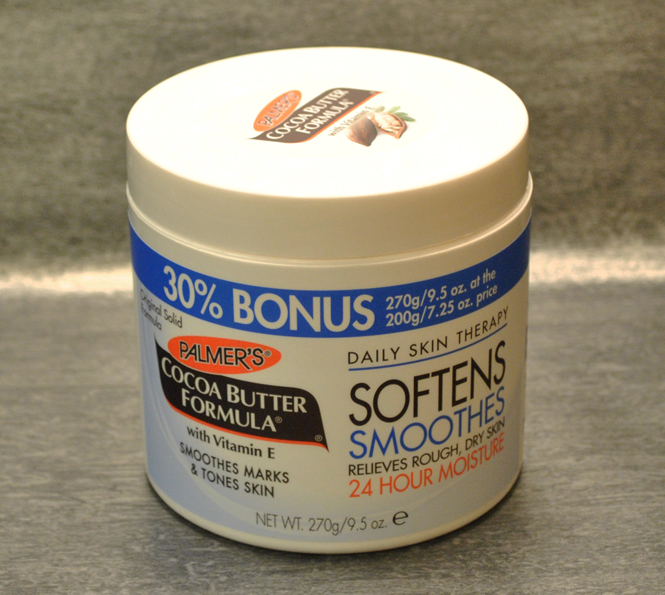 PALMER'S
COCOA BUTTER
FORMULA®
with Vitamin E
30% BONUS
270g/9.5 oz. at the
200g/7.25 oz. price
Original Solid
Formula
PALMER'S®
COCOA BUTTER
FORMULA®
®
with Vitamin E
SMOOTHES MARKS
& TONES SKIN
DAILY SKIN THERAPY
SOFTENS
SMOOTHES
RELIEVES ROUGH, DRY SKIN
24 HOUR MOISTURE
NET WT. 270g/9.5 oz. ℮